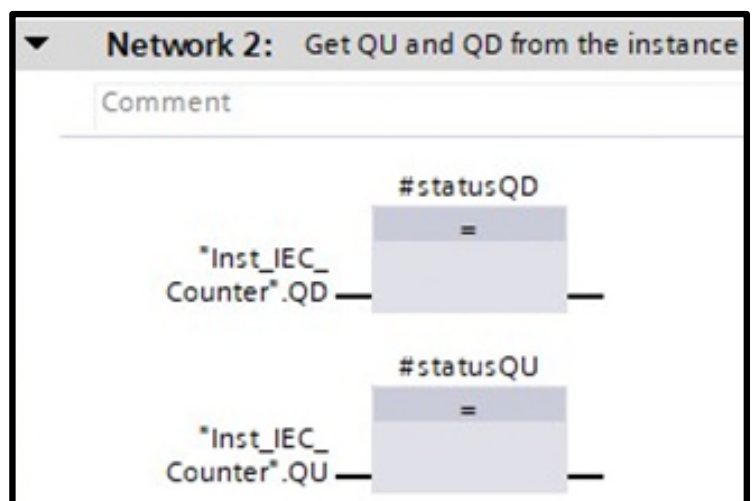 Network 2: Get QU and QD from the instance
Comment
#statusQD
=
"Inst_IEC_
Counter".QD
#statusQU
=
"Inst_IEC_
Counter".QU